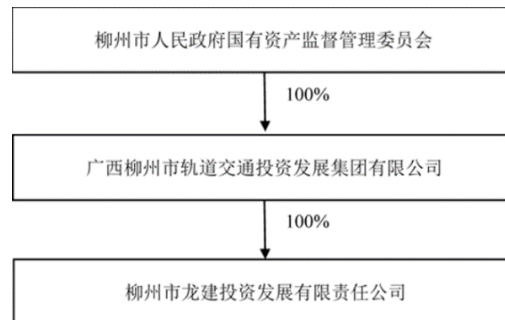 柳州市人民政府国有资产监督管理委员会
100%
广西柳州市轨道交通投资发展集团有限公司
100%
柳州市龙建投资发展有限责任公司